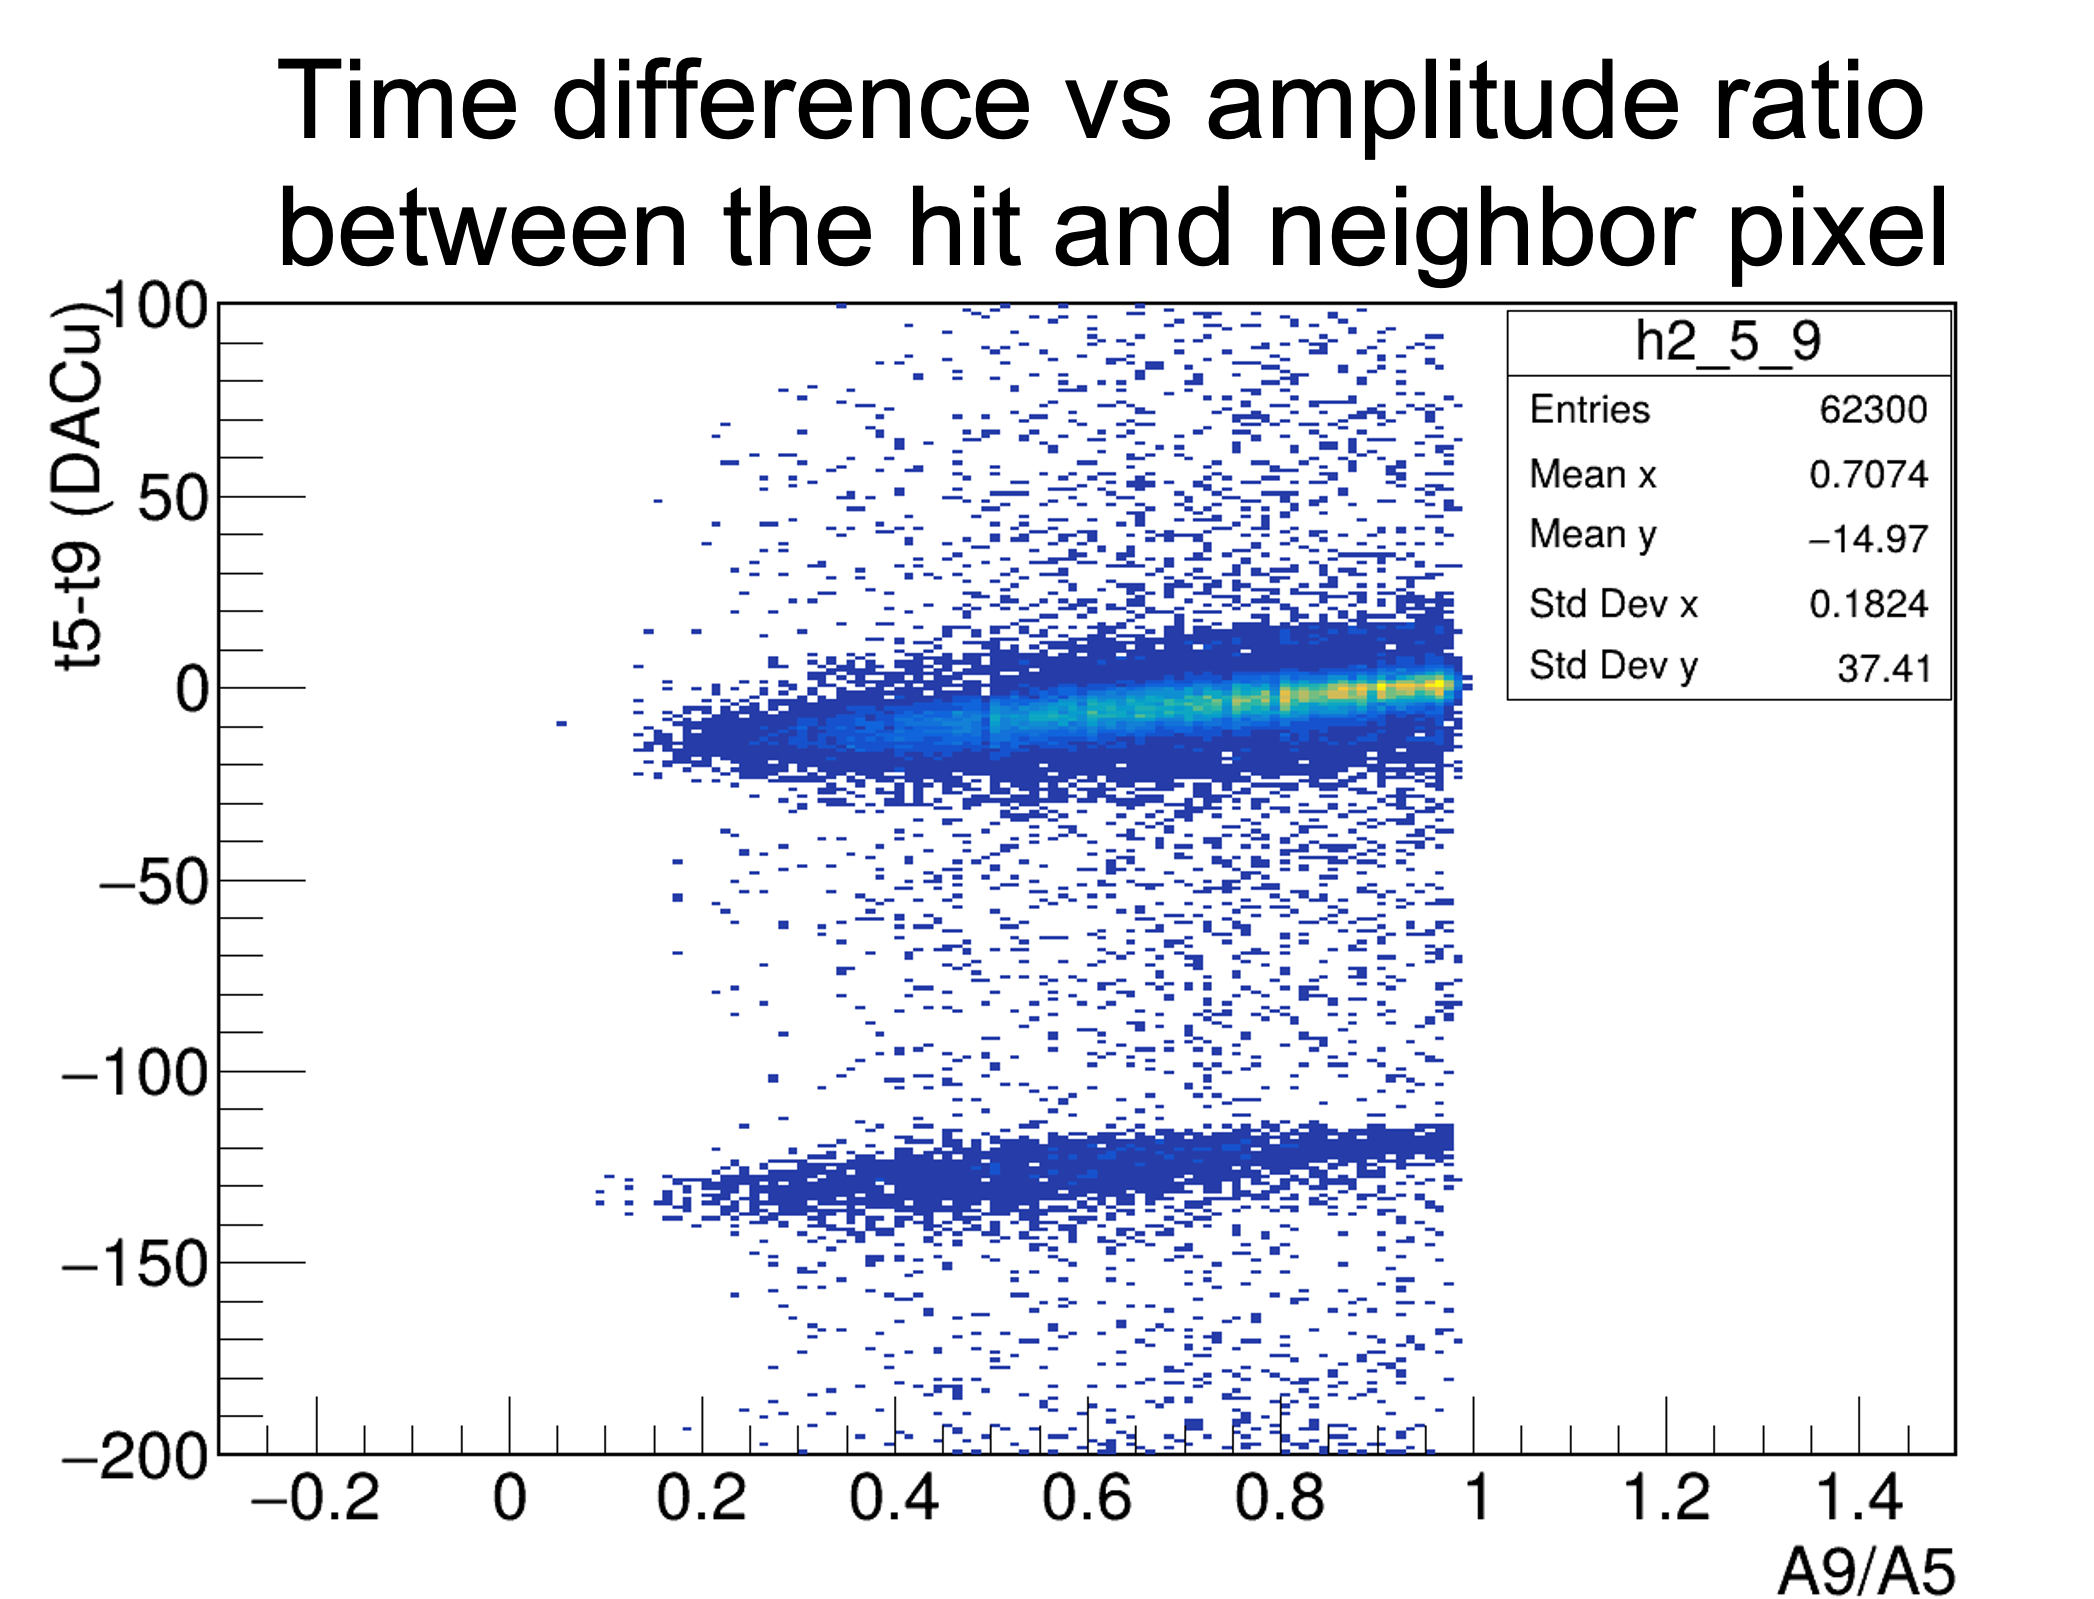 Time difference vs amplitude ratio
between the hit and neighbor pixel
t5-t9 (DACu)
100
50
0
−50
−100
−150
−200
h2_5_9
Entries 62300
Mean x 0.7074
Mean y −14.97
Std Dev x 0.1824
Std Dev y 37.41
−0.2 0 0.2 0.4 0.6 0.8 1 1.2 1.4
A9/A5